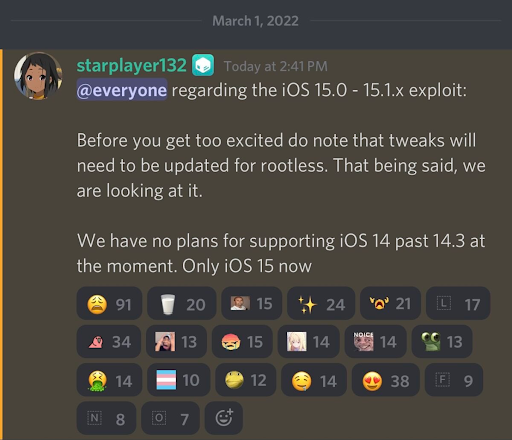 March 1, 2022
starplayer132 Today at 2:41 PM
@everyone regarding the iOS 15.0 - 15.1.x exploit:
Before you get too excited do note that tweaks will
need to be updated for rootless. That being said, we
are looking at it.
We have no plans for supporting iOS 14 past 14.3 at
the moment. Only iOS 15 now
91 20 15 24 21 L 17
34 13 15 14 NOICE 14 13
14 10 12 14 38 F 9
N 8 O 7